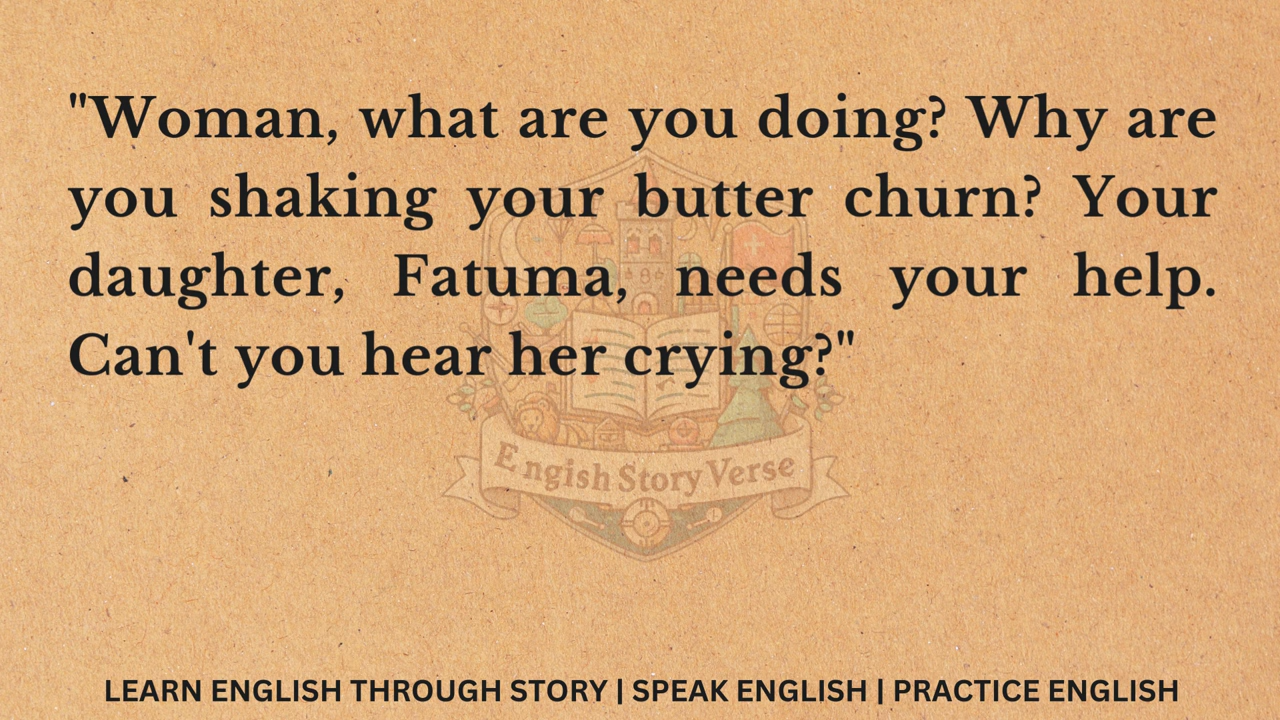 "Woman, what are you doing? Why are
you shaking your butter churn? Your
daughter, Fatuma, needs your help.
Can't you hear her crying?"
Engish Story Verse
LEARN ENGLISH THROUGH STORY | SPEAK ENGLISH | PRACTICE ENGLISH